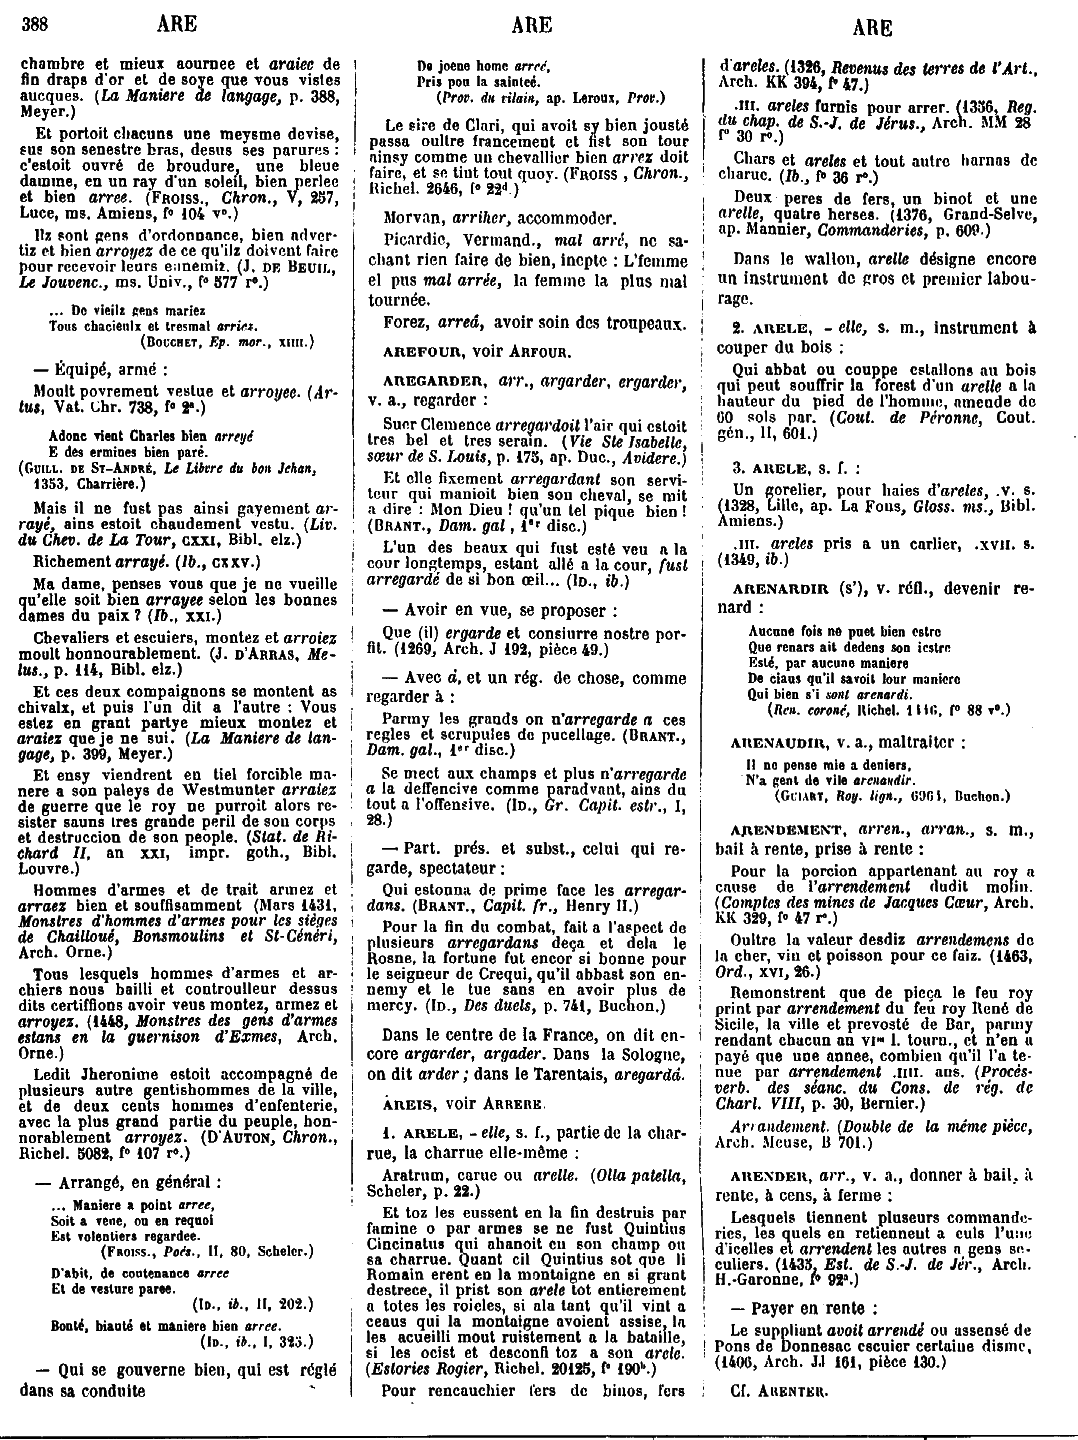 388 ARE ARE ARE
chambre et mieux aournee et araiee de
fin draps d'or et de soye que vous vistes
aucques. (La Maniere de langage, p. 388,
Meyer.)
Et portoit chacuns une meysme devise,
sus son senestre bras, desus ses parures :
c'estoit ouvré de broudure, une bleue
damme, en un ray d'un soleil, bien perlee
et bien arree. (FROISS., Chron., V, 257,
Luce, ms. Amiens, f° 104 v°.)
Ilz sont gens d'ordonnance, bien adver-
tiz et bien arroyez de ce qu'ilz doivent faire
pour recevoir leurs ennemiz. (J. DE BEUIL,
Le Jouvenc., ms. Univ., f° 577 r°.)
... De vieilz gens mariez
Tous chacieulx et tresmal arriez.
(BOUCHET, Ep. mor., XIIII.)
— Équipé, armé :
Moult povrement vestue et arroyee. (Ar-
tus, Vat. Chr. 738, f° 2ª.)
Adonc vient Charles bien arreyé
E des ermines bien paré.
(GUILL. DE ST-ANDRÉ, Le Libvre du bon Jehan,
1353, Charrière.)
Mais il ne fust pas ainsi gayement ar-
rayé, ains estoit chaudement vestu. (Liv.
du Chev. de La Tour, CXXI, Bibl. elz.)
Richement arrayé. (Ib., CXXV.)
Ma dame, penses vous que je ne vueille
qu'elle soit bien arrayee selon les bonnes
dames du paix ? (Ib., XXI.)
Chevaliers et escuiers, montez et arroiez
moult honnourablement. (J. D'ARRAS, Me-
lus., p. 114, Bibl. elz.)
Et ces deux compaignons se montent as
chivalx, et puis l'un dit a l'autre : Vous
estez en grant partye mieux montez et
araiez que je ne sui. (La Maniere de lan-
gage, p. 399, Meyer.)
Et ensy viendrent en tiel forcible ma-
nere a son paleys de Westmunter arraiez
de guerre que le roy ne purroit alors re-
sister sauns tres grande peril de son corps
et destruccion de son people. (Stat. de Ri-
chard II, an XXI, impr. goth., Bibl.
Louvre.)
Hommes d'armes et de trait armez et
arraez bien et souffisamment (Mars 1431,
Monstres d'hommes d'armes pour les sièges
de Chailloué, Bonsmoulins et St-Cénéri,
Arch. Orne.)
Tous lesquels hommes d'armes et ar-
chiers nous bailli et controulleur dessus
dits certiffions avoir veus montez, armez et
arroyez. (1448, Monstres des gens d'armes
estans en la guernison d'Exmes, Arch.
Orne.)
Ledit Jheronime estoit accompagné de
plusieurs autre gentishommes de la ville,
et de deux cents hommes d'enfenterie,
avec la plus grand partie du peuple, hon-
norablement arroyez. (D'AUTON, Chron.,
Richel. 5082, f° 107 r°.)
— Arrangé, en général :
... Maniere a point arree,
Soit a vene, ou en requoi
Est volentiers regardee.
(FROISS., Poés., II, 80, Scheler.)
D'abit, de contenance arree
Et de vesture paree.
(ID., ib., II, 202.)
Bonté, biauté et maniere bien arree.
(ID., ib., I, 323.)
— Qui se gouverne bien, qui est réglé
dans sa conduite
De joene home arreé,
Pris pou la sainteé.
(Prov. du vilain, ap. Leroux, Prov.)
Le sire de Clari, qui avoit sy bien jousté
passa oultre francement et fist son tour
ainsy comme un chevallier bien arrez doit
faire, et se tint tout quoy. (FROISS , Chron.,
Richel. 2646, f° 22ᵈ.)
Morvan, arriher, accommoder.
Picardie, Vermand., mal arré, ne sa-
chant rien faire de bien, inepte : L'femme
el pus mal arrée, la femme la plus mal
tournée.
Forez, arreá, avoir soin des troupeaux.
AREFOUR, voir ARFOUR.
AREGARDER, arr., argarder, ergarder,
v. a., regarder :
Suer Clemence arregardoit l'air qui estoit
tres bel et tres serain. (Vie Ste Isabelle,
sœur de S. Louis, p. 175, ap. Duc., Avidere.)
Et elle fixement arregardant son servi-
teur qui manioit bien son cheval, se mit
a dire : Mon Dieu ! qu'un tel pique bien !
(BRANT., Dam. gal , 1ᵉʳ disc.)
L'un des beaux qui fust esté veu a la
cour longtemps, estant allé a la cour, fust
arregardé de si bon œil... (ID., ib.)
— Avoir en vue, se proposer :
Que (il) ergarde et consiurre nostre por-
fit. (1269, Arch. J 192, pièce 49.)
— Avec á, et un rég. de chose, comme
regarder à :
Parmy les grands on n'arregarde a ces
regles et scrupules de pucellage. (BRANT.,
Dam. gal., 1ᵉʳ disc.)
Se mect aux champs et plus n'arregarde
a la deffencive comme paradvant, ains du
tout a l'offensive. (ID., Gr. Capit. estr., I,
28.)
— Part. prés. et subst., celui qui re-
garde, spectateur :
Qui estonna de prime face les arregar-
dans. (BRANT., Capit. fr., Henry II.)
Pour la fin du combat, fait a l'aspect de
plusieurs arregardans deça et dela le
Rosne, la fortune fut encor si bonne pour
le seigneur de Crequi, qu'il abbast son en-
nemy et le tue sans en avoir plus de
mercy. (ID., Des duels, p. 741, Buchon.)
Dans le centre de la France, on dit en-
core argarder, argader. Dans la Sologne,
on dit arder ; dans le Tarentais, aregardá.
AREIS, voir ARRERE.
1. ARELE, - elle, s. f., partie de la char-
rue, la charrue elle-même :
Aratrum, carue ou arelle. (Olla patella,
Scheler, p. 22.)
Et toz les eussent en la fin destruis par
famine o par armes se ne fust Quintius
Cincinatus qui ahanoit eu son champ ou
sa charrue. Quant cil Quintius sot que li
Romain erent en la montaigne en si grant
destrece, il prist son arele tot entierement
a totes les roieles, si ala tant qu'il vint a
ceaus qui la montaigne avoient assise, la
les acueilli mout ruistement a la bataille,
si les ocist et desconfi toz a son arele.
(Estories Rogier, Richel. 20125, f° 190ᵇ.)
Pour rencauchier fers de binos, fers
d'areles. (1326, Revenus des terres de l'Art.,
Arch. KK 394, f° 47.)
.III. areles furnis pour arrer. (1336, Reg.
du chap. de S.-J. de Jérus., Arch. MM 28
f° 30 r°.)
Chars et areles et tout autre harnas de
charue. (Ib., f° 36 r°.)
Deux peres de fers, un binot et une
arelle, quatre herses. (1376, Grand-Selve,
ap. Mannier, Commanderies, p. 609.)
Dans le wallon, arelle désigne encore
un instrument de gros et premier labou-
rage.
2. ARELE, - elle, s. m., instrument à
couper du bois :
Qui abbat ou couppe estallons au bois
qui peut souffrir la forest d'un arelle a la
hauteur du pied de l'homme, amende de
60 sols par. (Cout. de Péronne, Cout.
gén., II, 601.)
3. ARELE, s. f. :
Un gorelier, pour haies d'areles, .v. s.
(1328, Lille, ap. La Fons, Gloss. ms., Bibl.
Amiens.)
.III. areles pris a un carlier, .XVII. s.
(1349, ib.)
ARENARDIR (s'), v. réfl., devenir re-
nard :
Aucune fois ne puet bien estre
Que renars ait dedens son iestre
Esté, par aucune maniere
De ciaus qu'il savoit lour maniere
Qui bien s'i sont arenardi.
(Ren. coroné, Richel. 1446, f° 88 v°.)
ARENAUDIR, v. a., maltraiter :
Il ne pense mie a deniers,
N'a gent de vile arenaudir.
(GUIART, Roy. lign., 6964, Buchon.)
ARENDEMENT, arren., arran., s. m.,
bail à rente, prise à rente :
Pour la porcion appartenant au roy a
cause de l'arrendement dudit molin.
(Comptes des mines de Jacques Cœur, Arch.
KK 329, f° 47 r°.)
Oultre la valeur desdiz arrendemens de
la cher, vin et poisson pour ce faiz. (1463,
Ord., XVI, 26.)
Remonstrent que de pieça le feu roy
print par arrendement du feu roy René de
Sicile, la ville et prevosté de Bar, parmy
rendant chacun an VIᵐ l. tourn., et n'en a
payé que une annee, combien qu'il l'a te-
nue par arrendement .IIII. ans. (Procès-
verb. des séanc. du Cons. de rég. de
Charl. VIII, p. 30, Bernier.)
Arrandement. (Double de la même pièce,
Arch. Meuse, B 701.)
ARENDER, arr., v. a., donner à bail, à
rente, à cens, à ferme :
Lesquels tiennent pluseurs commande-
ries, les quels en retiennent a culs l'une
d'icelles et arrendent les autres a gens se-
culiers. (1435, Est. de S.-J. de Jér., Arch.
H.-Garonne, f° 92ª.)
— Payer en rente :
Le suppliant avoit arrendé ou assensé de
Pons de Donnesac escuier certaine disme,
(1406, Arch. JJ 161, pièce 130.)
Cf. ARENTER.